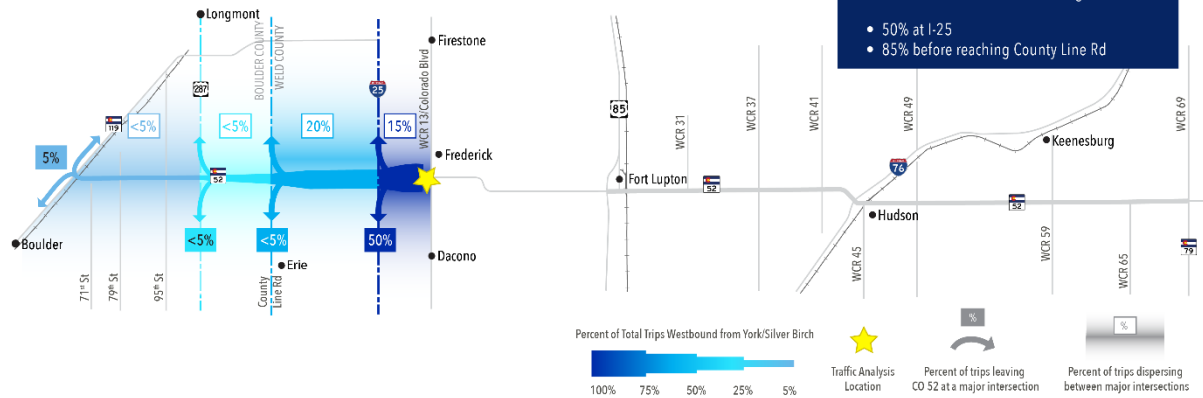 • 50% at I-25
• 85% before reaching County Line Rd
Longmont
Firestone
BOULDER COUNTY
WELD COUNTY
287
25
WCR 13/Colorado Blvd
119
<5%
<5%
20%
15%
5%
52
Frederick
Boulder
<5%
<5%
50%
Erie
Dacono
71st St
79th St
95th St
County
Line Rd
85
WCR 31
WCR 37
WCR 41
WCR 49
WCR 69
76
Keenesburg
Fort Lupton
52
52
Hudson
WCR 45
WCR 59
WCR 65
79
Percent of Total Trips Westbound from York/Silver Birch
100% 75% 50% 25% 5%
Traffic Analysis
Location
%
Percent of trips leaving
CO 52 at a major intersection
%
Percent of trips dispersing
between major intersections